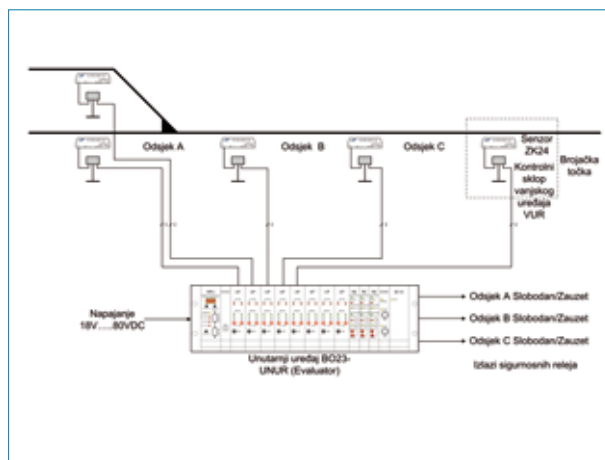 Odsjek A
Odsjek B
Odsjek C
Senzor
ZK24
Kontrolni
sklop
vanjskog
uređaja
VUR
Brojačka
točka
Napajanje
18V.....80VDC
Unutarnji uređaj BO23-
UNUR (Evaluator)
Odsjek A Slobodan/Zauzet
Odsjek B Slobodan/Zauzet
Odsjek C Slobodan/Zauzet
Izlazi sigurnosnih releja